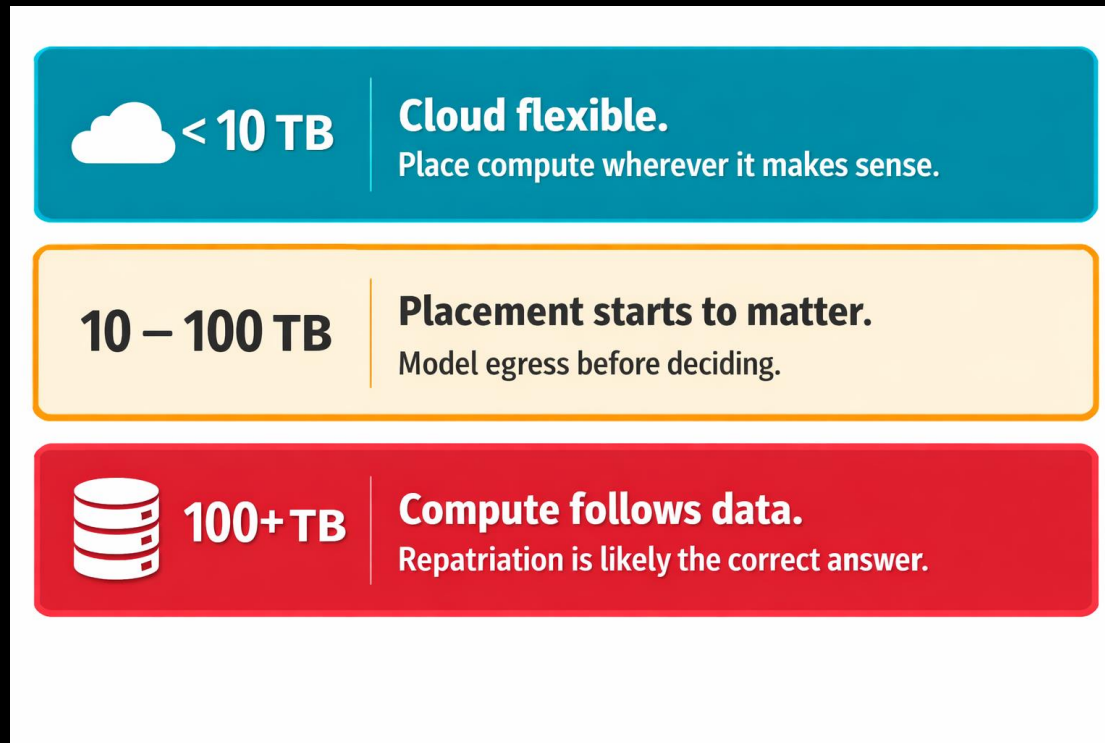 < 10 TB
Cloud flexible.
Place compute wherever it makes sense.
10 – 100 TB
Placement starts to matter.
Model egress before deciding.
100+ TB
Compute follows data.
Repatriation is likely the correct answer.